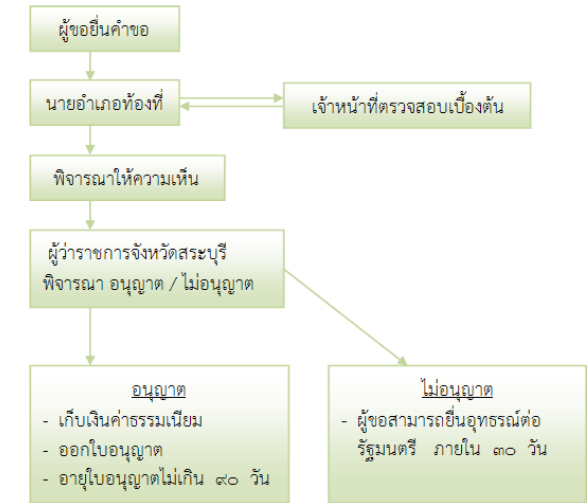 ผู้ขอยื่นคำขอ
นายอำเภอท้องที่
เจ้าหน้าที่ตรวจสอบเบื้องต้น
พิจารณาให้ความเห็น
ผู้ว่าราชการจังหวัดสระบุรี
พิจารณา อนุญาต / ไม่อนุญาต
อนุญาต
- เก็บเงินค่าธรรมเนียม
- ออกใบอนุญาต
- อายุใบอนุญาตไม่เกิน ๙๐ วัน
ไม่อนุญาต
- ผู้ขอสามารถยื่นอุทธรณ์ต่อ
รัฐมนตรี ภายใน ๓๐ วัน